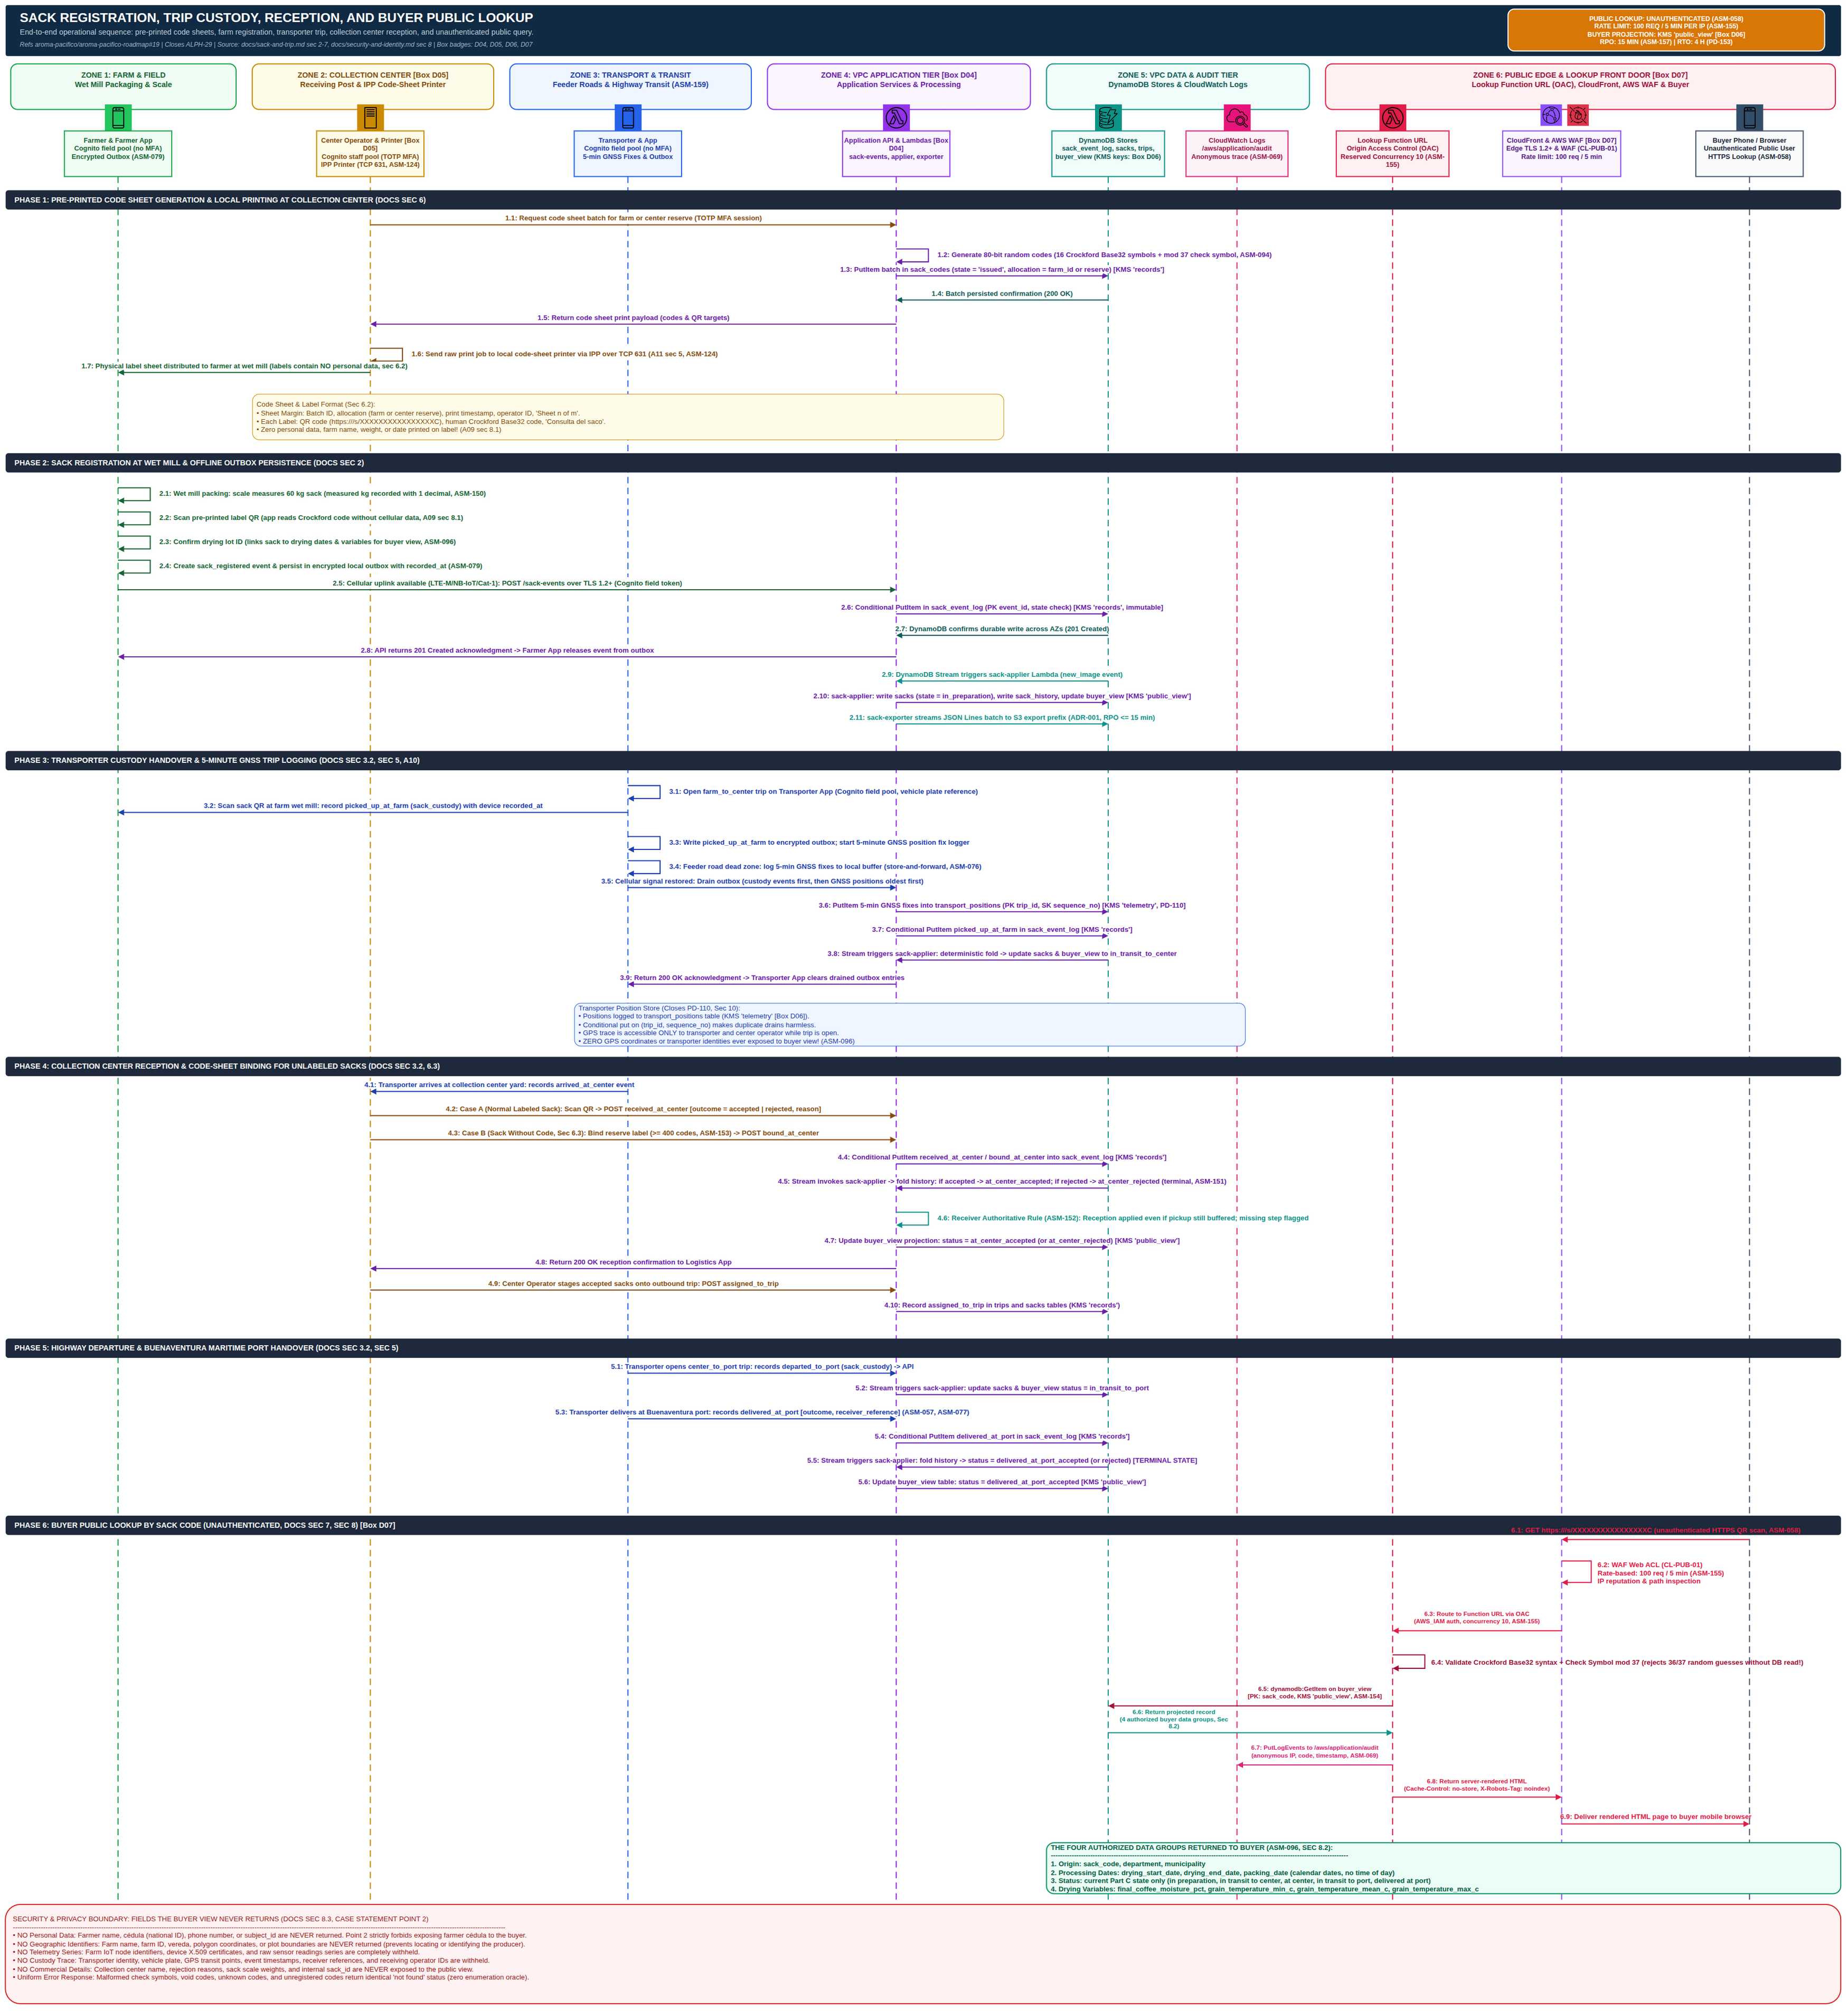 SACK REGISTRATION, TRIP CUSTODY, RECEPTION, AND BUYER PUBLIC LOOKUP
End-to-end operational sequence: pre-printed code sheets, farm registration, transporter trip, collection center reception, and unauthenticated public query.
Refs aroma-pacifico/aroma-pacifico-roadmap#19 | Closes ALPH-29 | Source: docs/sack-and-trip.md sec 2-7, docs/security-and-identity.md sec 8 | Box badges: D04, D05, D06, D07
PUBLIC LOOKUP: UNAUTHENTICATED (ASM-058)
RATE LIMIT: 100 REQ / 5 MIN PER IP (ASM-155)
BUYER PROJECTION: KMS 'public_view' [Box D06]
RPO: 15 MIN (ASM-157) | RTO: 4 H (PD-153)
ZONE 1: FARM & FIELD
Wet Mill Packaging & Scale
ZONE 2: COLLECTION CENTER [Box D05]
Receiving Post & IPP Code-Sheet Printer
ZONE 3: TRANSPORT & TRANSIT
Feeder Roads & Highway Transit (ASM-159)
ZONE 4: VPC APPLICATION TIER [Box D04]
Application Services & Processing
ZONE 5: VPC DATA & AUDIT TIER
DynamoDB Stores & CloudWatch Logs
ZONE 6: PUBLIC EDGE & LOOKUP FRONT DOOR [Box D07]
Lookup Function URL (OAC), CloudFront, AWS WAF & Buyer
Farmer & Farmer App
Cognito field pool (no MFA)
Encrypted Outbox (ASM-079)
Center Operator & Printer [Box
D05]
Cognito staff pool (TOTP MFA)
IPP Printer (TCP 631, ASM-124)
Transporter & App
Cognito field pool (no MFA)
5-min GNSS Fixes & Outbox
Application API & Lambdas [Box
D04]
sack-events, applier, exporter
DynamoDB Stores
sack_event_log, sacks, trips,
buyer_view (KMS keys: Box D06)
CloudWatch Logs
/aws/application/audit
Anonymous trace (ASM-069)
Lookup Function URL
Origin Access Control (OAC)
Reserved Concurrency 10 (ASM-
155)
CloudFront & AWS WAF [Box D07]
Edge TLS 1.2+ & WAF (CL-PUB-01)
Rate limit: 100 req / 5 min
Buyer Phone / Browser
Unauthenticated Public User
HTTPS Lookup (ASM-058)
PHASE 1: PRE-PRINTED CODE SHEET GENERATION & LOCAL PRINTING AT COLLECTION CENTER (DOCS SEC 6)
1.1: Request code sheet batch for farm or center reserve (TOTP MFA session)
1.2: Generate 80-bit random codes (16 Crockford Base32 symbols + mod 37 check symbol, ASM-094)
1.3: PutItem batch in sack_codes (state = 'issued', allocation = farm_id or reserve) [KMS 'records']
1.4: Batch persisted confirmation (200 OK)
1.5: Return code sheet print payload (codes & QR targets)
1.6: Send raw print job to local code-sheet printer via IPP over TCP 631 (A11 sec 5, ASM-124)
1.7: Physical label sheet distributed to farmer at wet mill (labels contain NO personal data, sec 6.2)
Code Sheet & Label Format (Sec 6.2):
• Sheet Margin: Batch ID, allocation (farm or center reserve), print timestamp, operator ID, 'Sheet n of m'.
• Each Label: QR code (https:///s/XXXXXXXXXXXXXXXXC), human Crockford Base32 code, 'Consulta del saco'.
• Zero personal data, farm name, weight, or date printed on label! (A09 sec 8.1)
PHASE 2: SACK REGISTRATION AT WET MILL & OFFLINE OUTBOX PERSISTENCE (DOCS SEC 2)
2.1: Wet mill packing: scale measures 60 kg sack (measured kg recorded with 1 decimal, ASM-150)
2.2: Scan pre-printed label QR (app reads Crockford code without cellular data, A09 sec 8.1)
2.3: Confirm drying lot ID (links sack to drying dates & variables for buyer view, ASM-096)
2.4: Create sack_registered event & persist in encrypted local outbox with recorded_at (ASM-079)
2.5: Cellular uplink available (LTE-M/NB-IoT/Cat-1): POST /sack-events over TLS 1.2+ (Cognito field token)
2.6: Conditional PutItem in sack_event_log (PK event_id, state check) [KMS 'records', immutable]
2.7: DynamoDB confirms durable write across AZs (201 Created)
2.8: API returns 201 Created acknowledgment -> Farmer App releases event from outbox
2.9: DynamoDB Stream triggers sack-applier Lambda (new_image event)
2.10: sack-applier: write sacks (state = in_preparation), write sack_history, update buyer_view [KMS 'public_view']
2.11: sack-exporter streams JSON Lines batch to S3 export prefix (ADR-001, RPO <= 15 min)
PHASE 3: TRANSPORTER CUSTODY HANDOVER & 5-MINUTE GNSS TRIP LOGGING (DOCS SEC 3.2, SEC 5, A10)
3.1: Open farm_to_center trip on Transporter App (Cognito field pool, vehicle plate reference)
3.2: Scan sack QR at farm wet mill: record picked_up_at_farm (sack_custody) with device recorded_at
3.3: Write picked_up_at_farm to encrypted outbox; start 5-minute GNSS position fix logger
3.4: Feeder road dead zone: log 5-min GNSS fixes to local buffer (store-and-forward, ASM-076)
3.5: Cellular signal restored: Drain outbox (custody events first, then GNSS positions oldest first)
3.6: PutItem 5-min GNSS fixes into transport_positions (PK trip_id, SK sequence_no) [KMS 'telemetry', PD-110]
3.7: Conditional PutItem picked_up_at_farm in sack_event_log [KMS 'records']
3.8: Stream triggers sack-applier: deterministic fold -> update sacks & buyer_view to in_transit_to_center
3.9: Return 200 OK acknowledgment -> Transporter App clears drained outbox entries
Transporter Position Store (Closes PD-110, Sec 10):
• Positions logged to transport_positions table (KMS 'telemetry' [Box D06]).
• Conditional put on (trip_id, sequence_no) makes duplicate drains harmless.
• GPS trace is accessible ONLY to transporter and center operator while trip is open.
• ZERO GPS coordinates or transporter identities ever exposed to buyer view! (ASM-096)
PHASE 4: COLLECTION CENTER RECEPTION & CODE-SHEET BINDING FOR UNLABELED SACKS (DOCS SEC 3.2, 6.3)
4.1: Transporter arrives at collection center yard: records arrived_at_center event
4.2: Case A (Normal Labeled Sack): Scan QR -> POST received_at_center [outcome = accepted | rejected, reason]
4.3: Case B (Sack Without Code, Sec 6.3): Bind reserve label (>= 400 codes, ASM-153) -> POST bound_at_center
4.4: Conditional PutItem received_at_center / bound_at_center into sack_event_log [KMS 'records']
4.5: Stream invokes sack-applier -> fold history: if accepted -> at_center_accepted; if rejected -> at_center_rejected (terminal, ASM-151)
4.6: Receiver Authoritative Rule (ASM-152): Reception applied even if pickup still buffered; missing step flagged
4.7: Update buyer_view projection: status = at_center_accepted (or at_center_rejected) [KMS 'public_view']
4.8: Return 200 OK reception confirmation to Logistics App
4.9: Center Operator stages accepted sacks onto outbound trip: POST assigned_to_trip
4.10: Record assigned_to_trip in trips and sacks tables (KMS 'records')
PHASE 5: HIGHWAY DEPARTURE & BUENAVENTURA MARITIME PORT HANDOVER (DOCS SEC 3.2, SEC 5)
5.1: Transporter opens center_to_port trip: records departed_to_port (sack_custody) -> API
5.2: Stream triggers sack-applier: update sacks & buyer_view status = in_transit_to_port
5.3: Transporter delivers at Buenaventura port: records delivered_at_port [outcome, receiver_reference] (ASM-057, ASM-077)
5.4: Conditional PutItem delivered_at_port in sack_event_log [KMS 'records']
5.5: Stream triggers sack-applier: fold history -> status = delivered_at_port_accepted (or rejected) [TERMINAL STATE]
5.6: Update buyer_view table: status = delivered_at_port_accepted [KMS 'public_view']
PHASE 6: BUYER PUBLIC LOOKUP BY SACK CODE (UNAUTHENTICATED, DOCS SEC 7, SEC 8) [Box D07]
6.1: GET https:///s/XXXXXXXXXXXXXXXXC (unauthenticated HTTPS QR scan, ASM-058)
6.2: WAF Web ACL (CL-PUB-01)
Rate-based: 100 req / 5 min (ASM-155)
IP reputation & path inspection
6.3: Route to Function URL via OAC
(AWS_IAM auth, concurrency 10, ASM-155)
6.4: Validate Crockford Base32 syntax + Check Symbol mod 37 (rejects 36/37 random guesses without DB read!)
6.5: dynamodb:GetItem on buyer_view
[PK: sack_code, KMS 'public_view', ASM-154]
6.6: Return projected record
(4 authorized buyer data groups, Sec
8.2)
6.7: PutLogEvents to /aws/application/audit
(anonymous IP, code, timestamp, ASM-069)
6.8: Return server-rendered HTML
(Cache-Control: no-store, X-Robots-Tag: noindex)
6.9: Deliver rendered HTML page to buyer mobile browser
THE FOUR AUTHORIZED DATA GROUPS RETURNED TO BUYER (ASM-096, SEC 8.2):
1. Origin: sack_code, department, municipality
2. Processing Dates: drying_start_date, drying_end_date, packing_date (calendar dates, no time of day)
3. Status: current Part C state only (in preparation, in transit to center, at center, in transit to port, delivered at port)
4. Drying Variables: final_coffee_moisture_pct, grain_temperature_min_c, grain_temperature_mean_c, grain_temperature_max_c
SECURITY & PRIVACY BOUNDARY: FIELDS THE BUYER VIEW NEVER RETURNS (DOCS SEC 8.3, CASE STATEMENT POINT 2)
• NO Personal Data: Farmer name, cédula (national ID), phone number, or subject_id are NEVER returned. Point 2 strictly forbids exposing farmer cédula to the buyer.
• NO Geographic Identifiers: Farm name, farm ID, vereda, polygon coordinates, or plot boundaries are NEVER returned (prevents locating or identifying the producer).
• NO Telemetry Series: Farm IoT node identifiers, device X.509 certificates, and raw sensor readings series are completely withheld.
• NO Custody Trace: Transporter identity, vehicle plate, GPS transit points, event timestamps, receiver references, and receiving operator IDs are withheld.
• NO Commercial Details: Collection center name, rejection reasons, sack scale weights, and internal sack_id are NEVER exposed to the public view.
• Uniform Error Response: Malformed check symbols, void codes, unknown codes, and unregistered codes return identical 'not found' status (zero enumeration oracle).